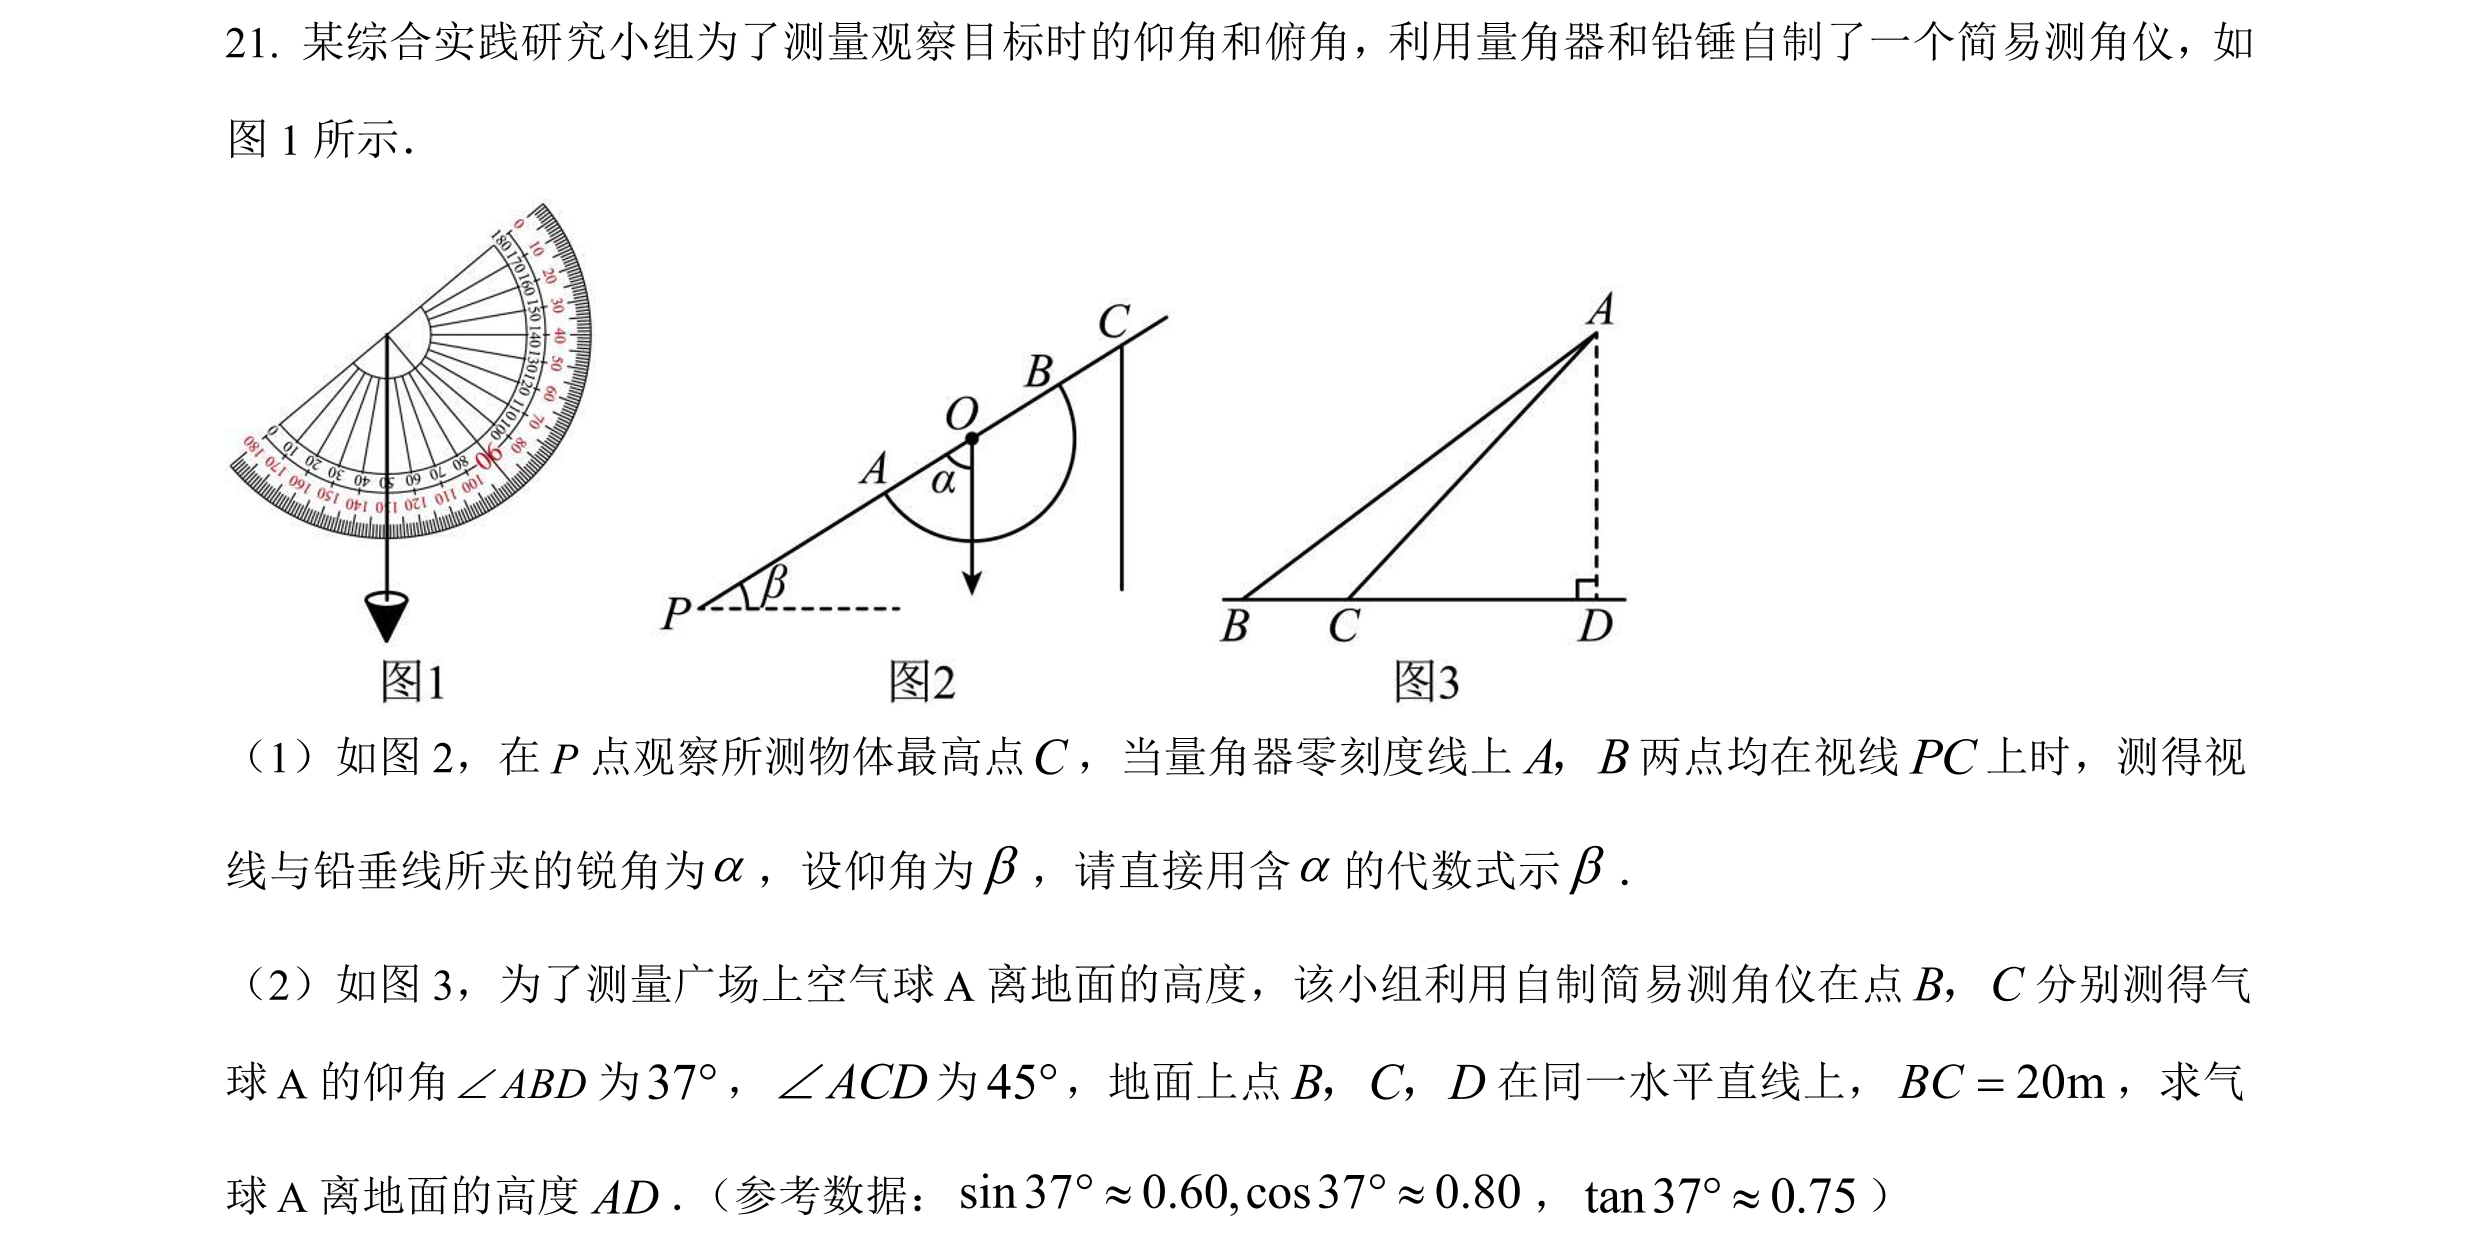 21. 某综合实践研究小组为了测量观察目标时的仰角和俯角，利用量角器和铅锤自制了一个简易测角仪，如
图 1 所示．
0 10 20 30 40 50 60 70 80 90 100 110 120 130 140 150 160 170 180
180 170 160 150 140 130 120 110 100 80 70 60 50 40 30 20 10 0
图1
P β A α O B C
图2
A B C D
图3
（1）如图 2，在 P 点观察所测物体最高点 C ，当量角器零刻度线上 A，B 两点均在视线 PC 上时，测得视
线与铅垂线所夹的锐角为 α ，设仰角为 β ，请直接用含 α 的代数式示 β ．
（2）如图 3，为了测量广场上空气球 A 离地面的高度，该小组利用自制简易测角仪在点 B，C 分别测得气
球 A 的仰角 ∠ABD 为 37°，∠ACD 为 45°，地面上点 B，C，D 在同一水平直线上，BC = 20m ，求气
球 A 离地面的高度 AD ．（参考数据：sin 37° ≈ 0.60, cos 37° ≈ 0.80 ，tan 37° ≈ 0.75 ）